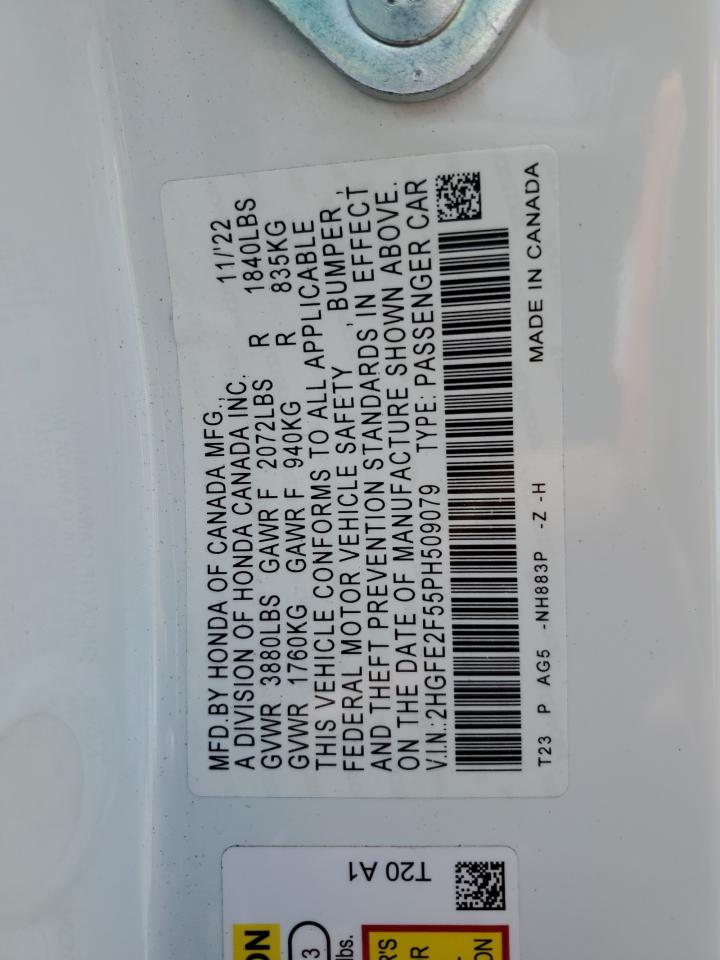 MFD.BY HONDA OF CANADA MFG., 11/'22
A DIVISION OF HONDA CANADA INC.
GVWR 3880LBS GAWR F 2072LBS R 1840LBS
GVWR 1760KG GAWR F 940KG R 835KG
THIS VEHICLE CONFORMS TO ALL APPLICABLE
FEDERAL MOTOR VEHICLE SAFETY , BUMPER ,
AND THEFT PREVENTION STANDARDS IN EFFECT
ON THE DATE OF MANUFACTURE SHOWN ABOVE.
V.I.N.:2HGFE2F55PH509079 TYPE: PASSENGER CAR
T23 P AG5 -NH883P -Z -H MADE IN CANADA
T20 A1
3
lbs.